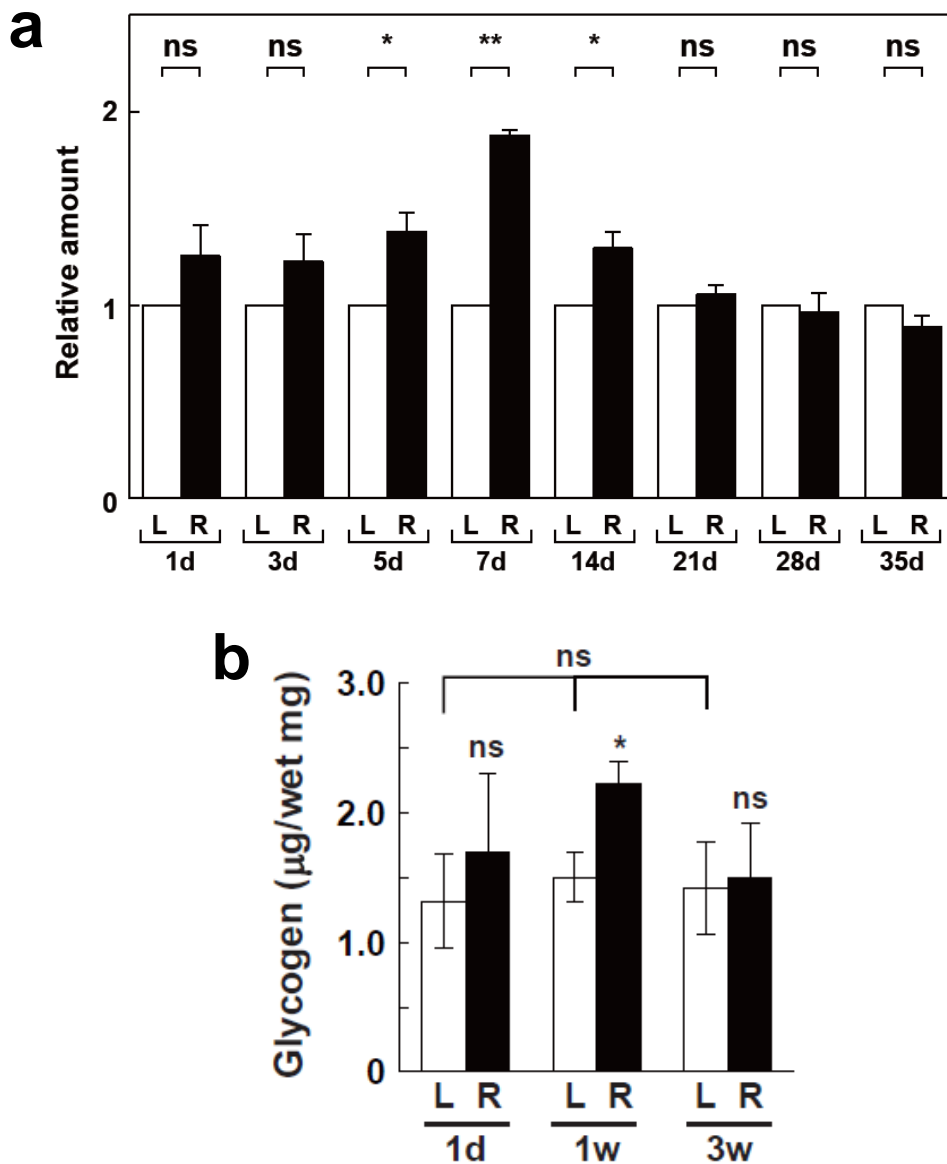 a
ns ns * ** * ns ns ns
2
1
0
Relative amount
L R L R L R L R L R L R L R L R
1d 3d 5d 7d 14d 21d 28d 35d
b
ns
3.0
2.0
1.0
0
Glycogen (μg/wet mg)
ns * ns
L R L R L R
1d 1w 3w